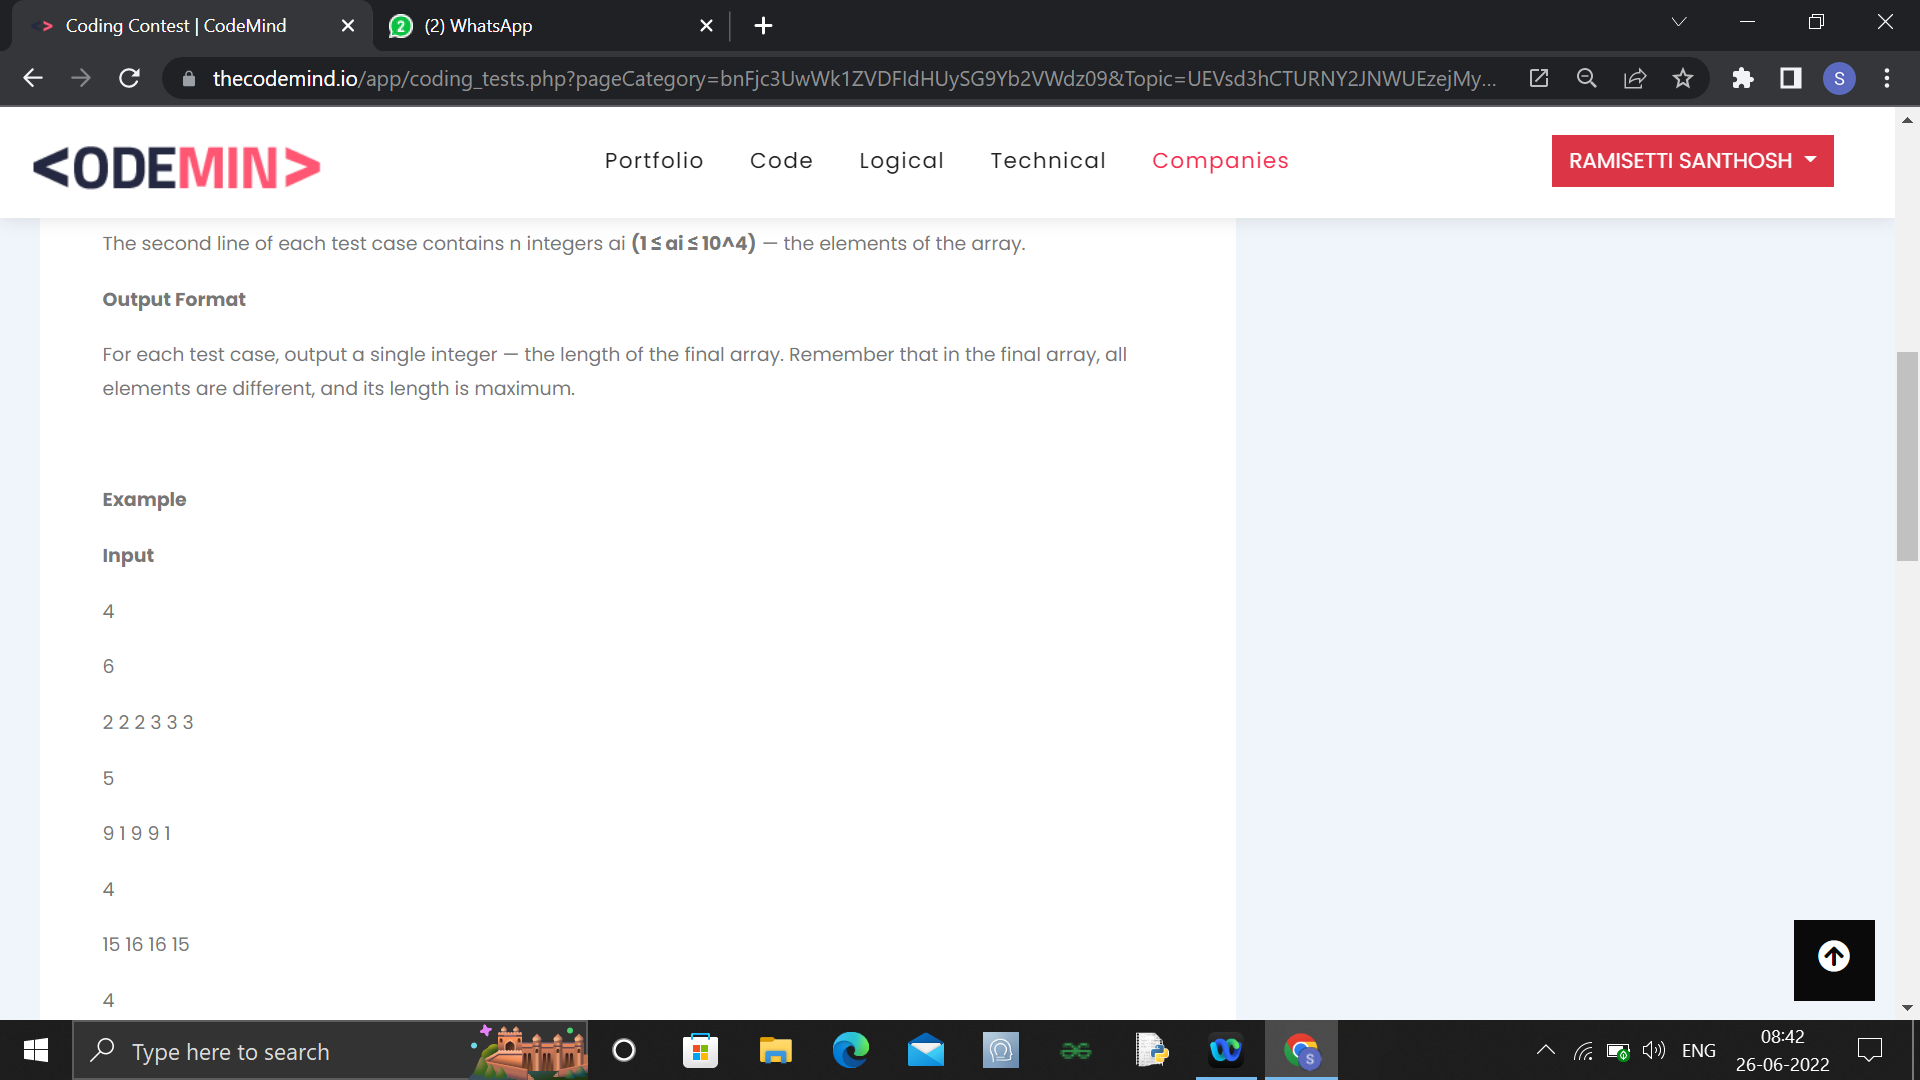 Coding Contest | CodeMind
(2) WhatsApp
thecodemind.io/app/coding_tests.php?pageCategory=bnFjc3UwWk1ZVDFIdHUySG9Yb2VWdz09&Topic=UEVsd3hCTURNY2JNWUEzejMy...
S
<ODEMIN>
Portfolio
Code
Logical
Technical
Companies
RAMISETTI SANTHOSH
The second line of each test case contains n integers ai (1 ≤ ai ≤ 10^4) — the elements of the array.
Output Format
For each test case, output a single integer — the length of the final array. Remember that in the final array, all
elements are different, and its length is maximum.
Example
Input
4
6
2 2 2 3 3 3
5
9 1 9 9 1
4
15 16 16 15
4
Type here to search
ENG
08:42
26-06-2022